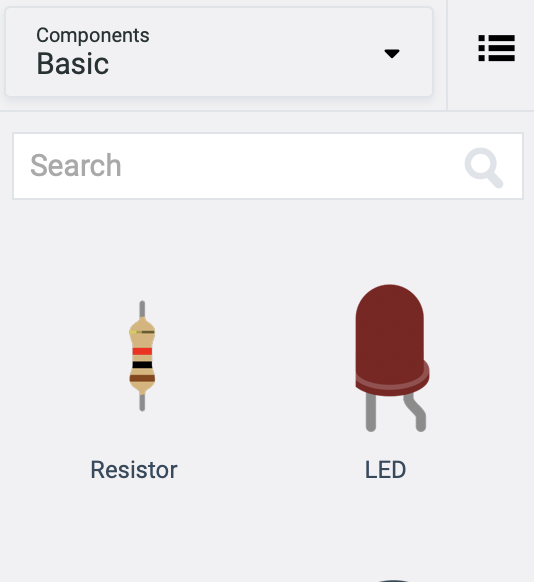 Components
Basic
Search
Resistor
LED